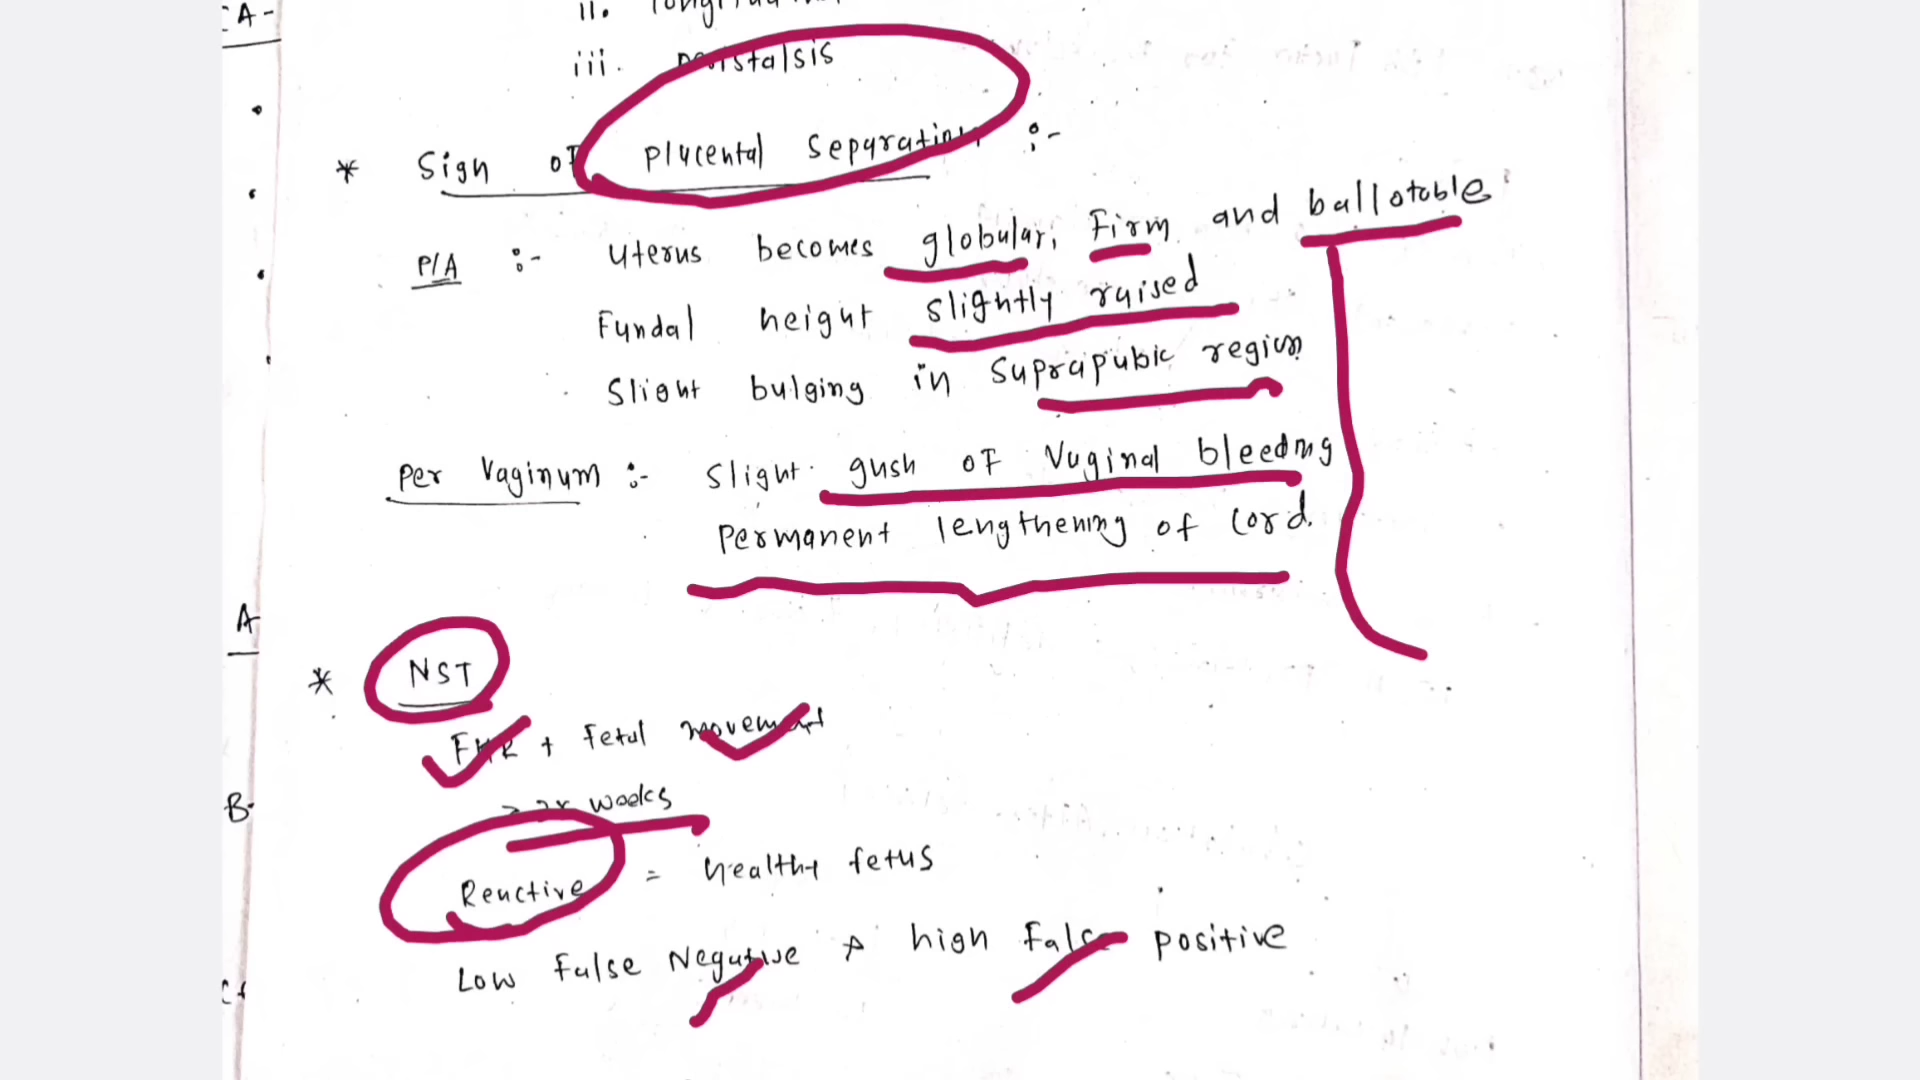 CA-
ii.
iii. peristalsis
* Sign of Placental Separation :-
P/A :- Uterus becomes globular, Firm and ballotable
Fundal height slightly raised
Slight bulging in Suprapubic region
Per Vaginum :- Slight gush of Vaginal bleeding
Permanent lengthening of cord.
A
* NST
FHR + Fetal movement
B.
weeks
Reactive = healthy fetus
Low False Negative & high False positive